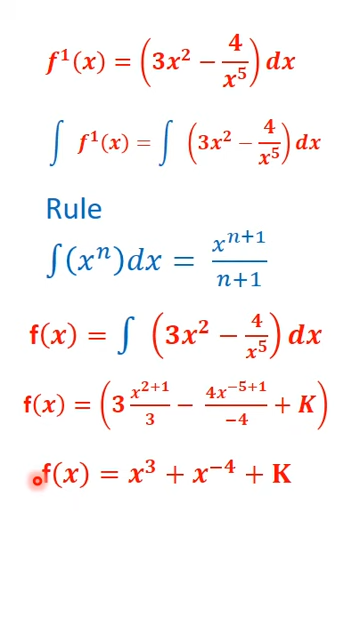 f¹(x) = (3x² − 4/x⁵) dx
∫ f¹(x) = ∫ (3x² − 4/x⁵) dx
Rule
∫(xⁿ)dx = xⁿ⁺¹/n+1
f(x) = ∫ (3x² − 4/x⁵) dx
f(x) = (3 x²⁺¹/3 − 4x⁻⁵⁺¹/−4 + K)
f(x) = x³ + x⁻⁴ + K